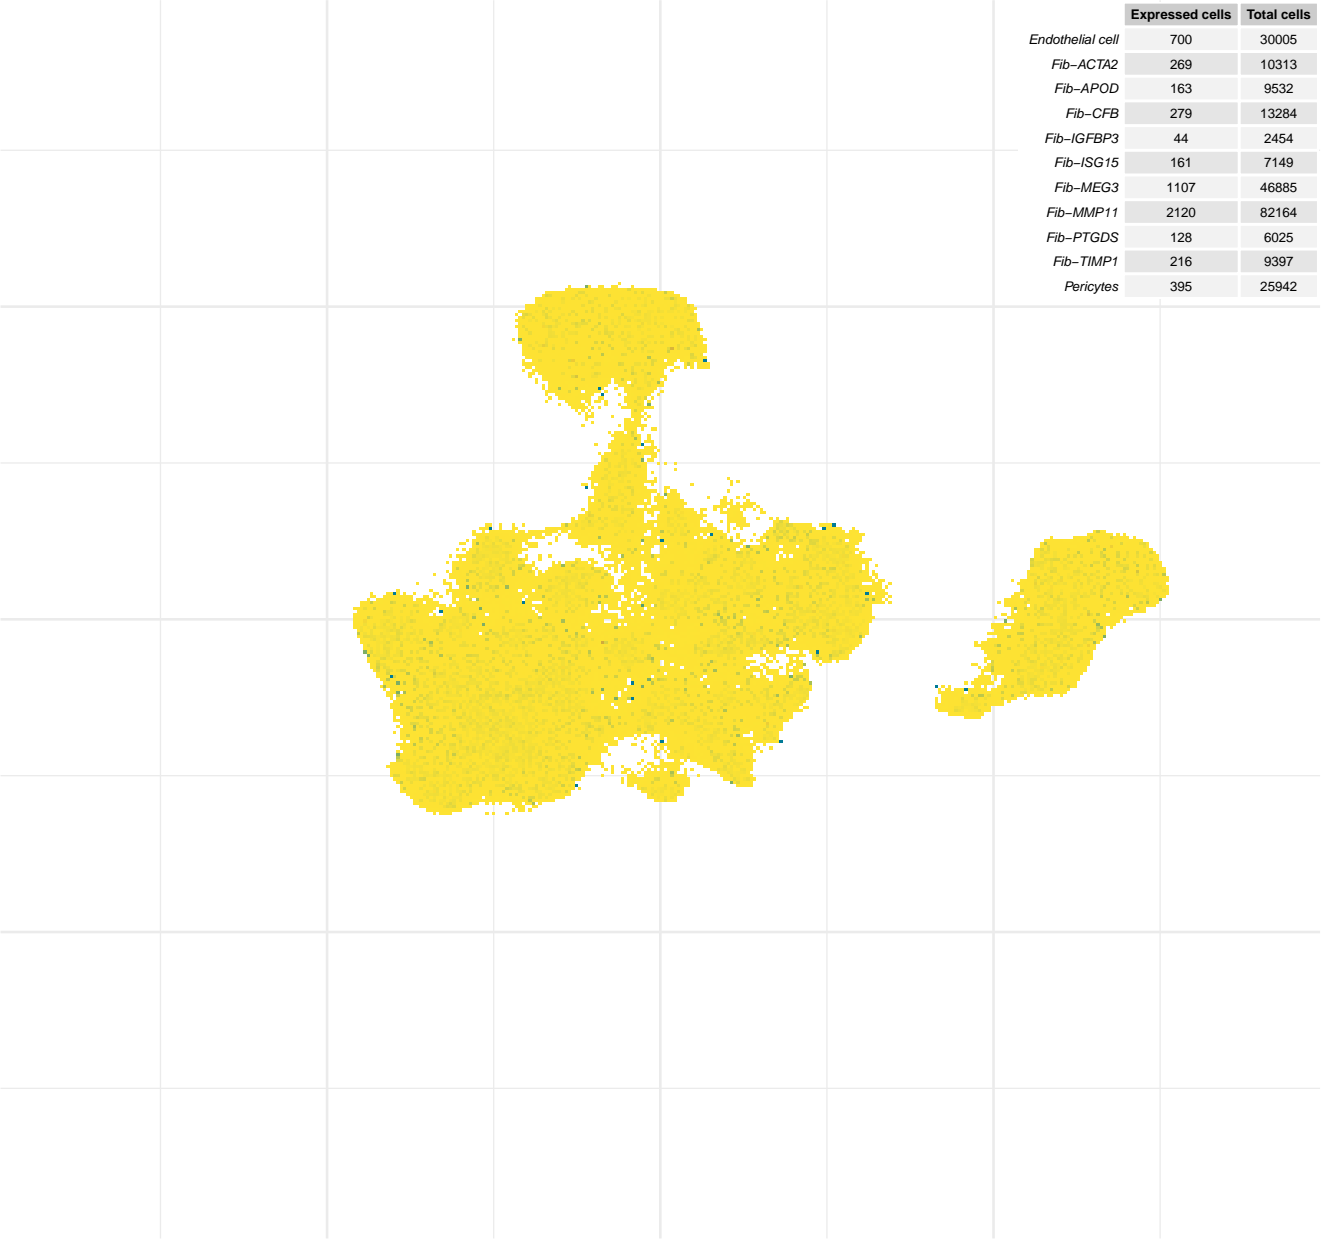 Expressed cells Total cells
Endothelial cell 700 30005
Fib−ACTA2 269 10313
Fib−APOD 163 9532
Fib−CFB 279 13284
Fib−IGFBP3 44 2454
Fib−ISG15 161 7149
Fib−MEG3 1107 46885
Fib−MMP11 2120 82164
Fib−PTGDS 128 6025
Fib−TIMP1 216 9397
Pericytes 395 25942